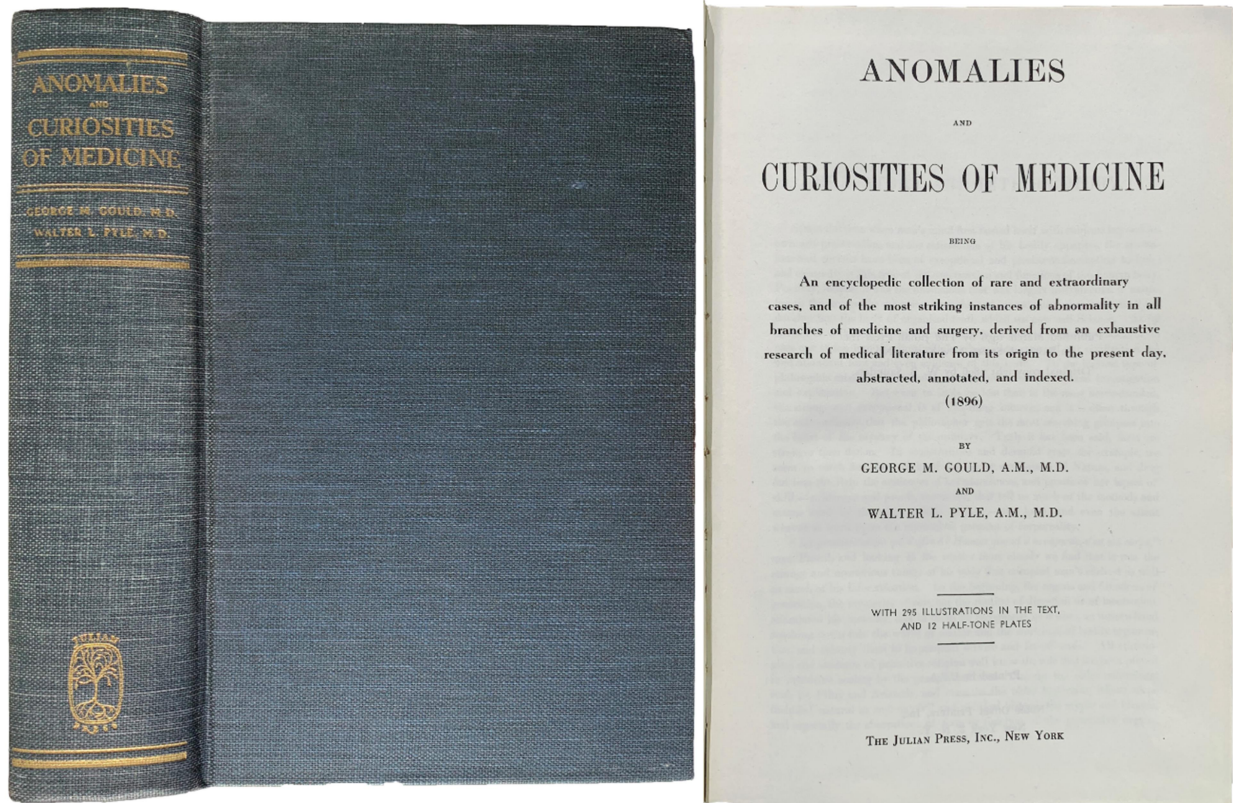 ANOMALIES
AND
CURIOSITIES
OF MEDICINE
GEORGE M. GOULD, M.D.
WALTER L. PYLE, M.D.
JULIAN
PRESS
ANOMALIES
AND
CURIOSITIES OF MEDICINE
BEING
An encyclopedic collection of rare and extraordinary
cases, and of the most striking instances of abnormality in all
branches of medicine and surgery, derived from an exhaustive
research of medical literature from its origin to the present day,
abstracted, annotated, and indexed.
(1896)
BY
GEORGE M. GOULD, A.M., M.D.
AND
WALTER L. PYLE, A.M., M.D.
WITH 295 ILLUSTRATIONS IN THE TEXT,
AND 12 HALF-TONE PLATES
THE JULIAN PRESS, INC., NEW YORK